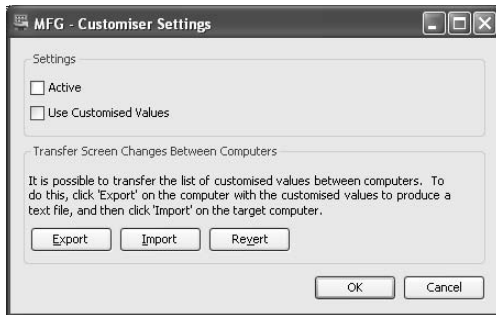 MFG - Customiser Settings
Settings
Active
Use Customised Values
Transfer Screen Changes Between Computers
It is possible to transfer the list of customised values between computers. To
do this, click 'Export' on the computer with the customised values to produce a
text file, and then click 'Import' on the target computer.
Export Import Revert
OK Cancel